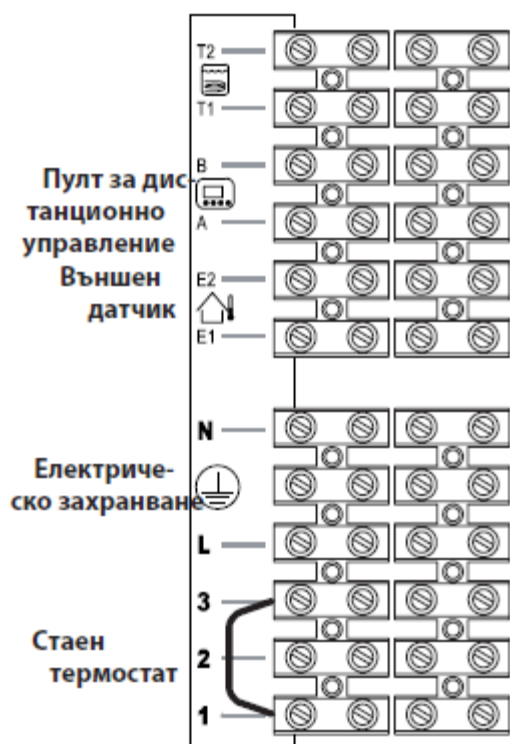 T2
T1
B
Пулт за дис-
танционно
управление
A
Външен
датчик
E2
E1
N
Електриче-
ско захранване
L
3
Стаен
термостат
2
1